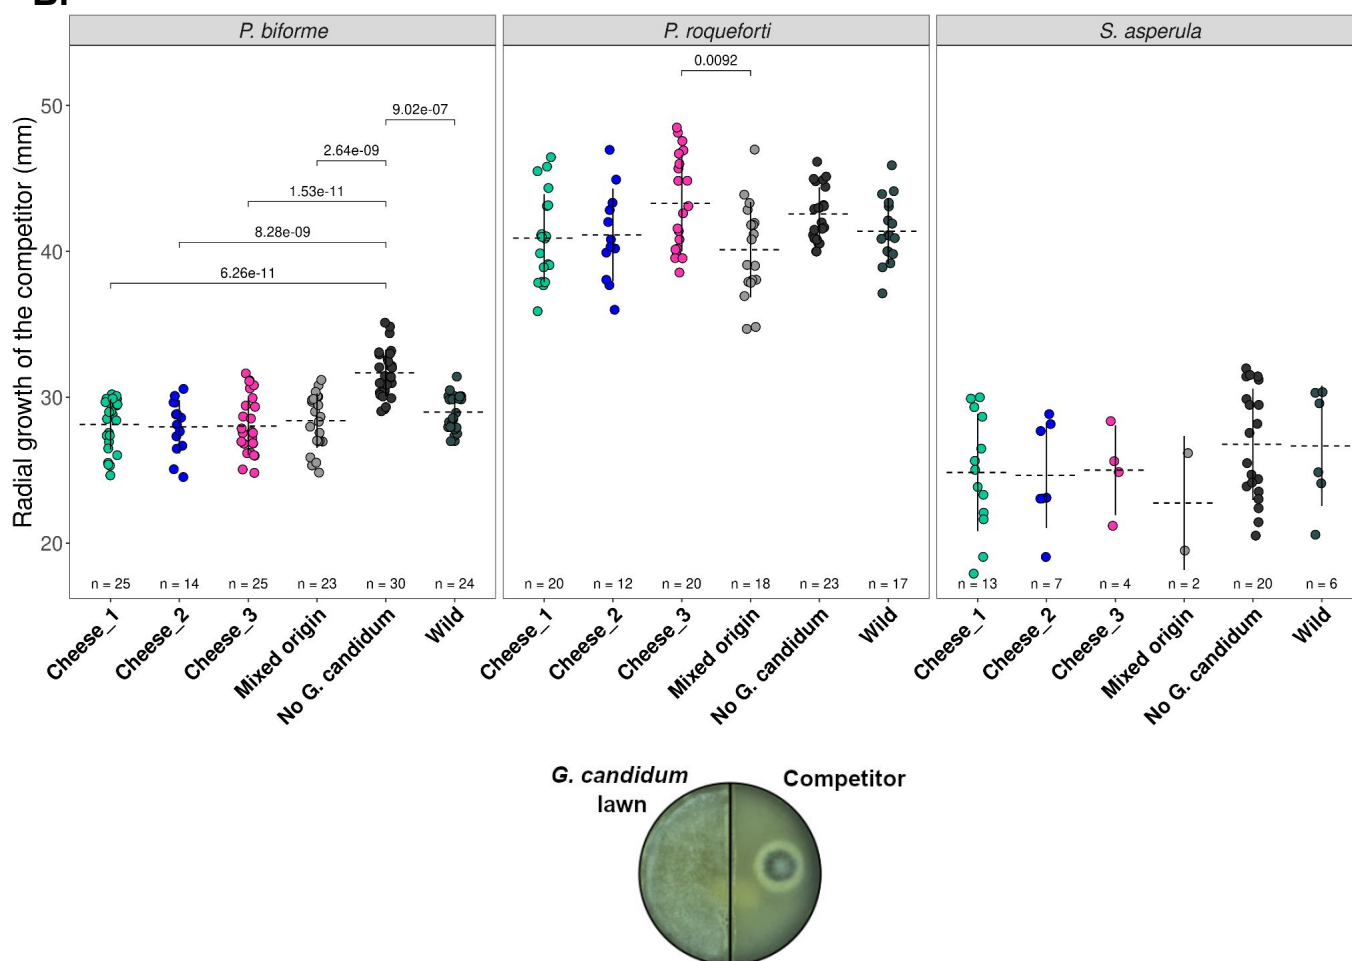 P. biforme
P. roqueforti
S. asperula
Radial growth of the competitor (mm)
50
40
30
20
9.02e-07
2.64e-09
1.53e-11
8.28e-09
6.26e-11
0.0092
n = 25
n = 14
n = 25
n = 23
n = 30
n = 24
n = 20
n = 12
n = 20
n = 18
n = 23
n = 17
n = 13
n = 7
n = 4
n = 2
n = 20
n = 6
Cheese_1
Cheese_2
Cheese_3
Mixed origin
No G. candidum
Wild
Cheese_1
Cheese_2
Cheese_3
Mixed origin
No G. candidum
Wild
Cheese_1
Cheese_2
Cheese_3
Mixed origin
No G. candidum
Wild
G. candidum
lawn
Competitor